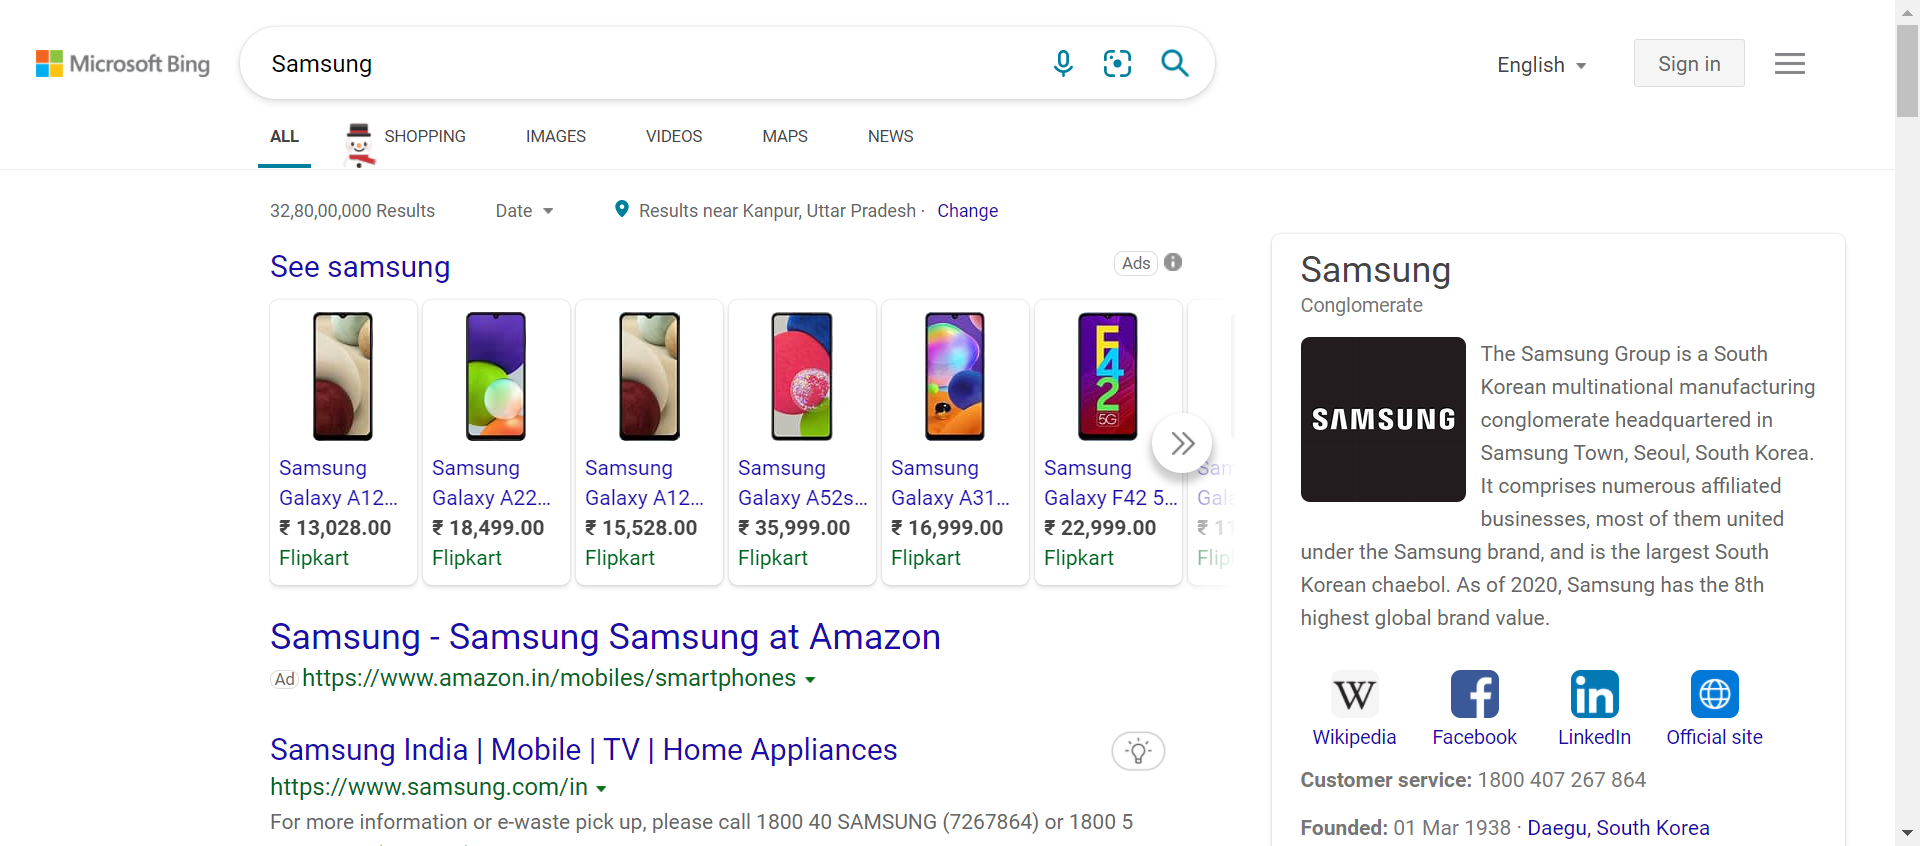 Microsoft Bing
Samsung
English
Sign in
ALL
SHOPPING
IMAGES
VIDEOS
MAPS
NEWS
32,80,00,000 Results
Date
Results near Kanpur, Uttar Pradesh · Change
See samsung
Ads
Samsung
Galaxy A12...
₹ 13,028.00
Flipkart
Samsung
Galaxy A22...
₹ 18,499.00
Flipkart
Samsung
Galaxy A12...
₹ 15,528.00
Flipkart
Samsung
Galaxy A52s...
₹ 35,999.00
Flipkart
Samsung
Galaxy A31...
₹ 16,999.00
Flipkart
F42
5G
Samsung
Galaxy F42 5...
₹ 22,999.00
Flipkart
Samsung - Samsung Samsung at Amazon
Ad https://www.amazon.in/mobiles/smartphones
Samsung India | Mobile | TV | Home Appliances
https://www.samsung.com/in
For more information or e-waste pick up, please call 1800 40 SAMSUNG (7267864) or 1800 5
Samsung
Conglomerate
SAMSUNG
The Samsung Group is a South
Korean multinational manufacturing
conglomerate headquartered in
Samsung Town, Seoul, South Korea.
It comprises numerous affiliated
businesses, most of them united
under the Samsung brand, and is the largest South
Korean chaebol. As of 2020, Samsung has the 8th
highest global brand value.
W
Wikipedia
f
Facebook
in
LinkedIn
Official site
Customer service: 1800 407 267 864
Founded: 01 Mar 1938 · Daegu, South Korea